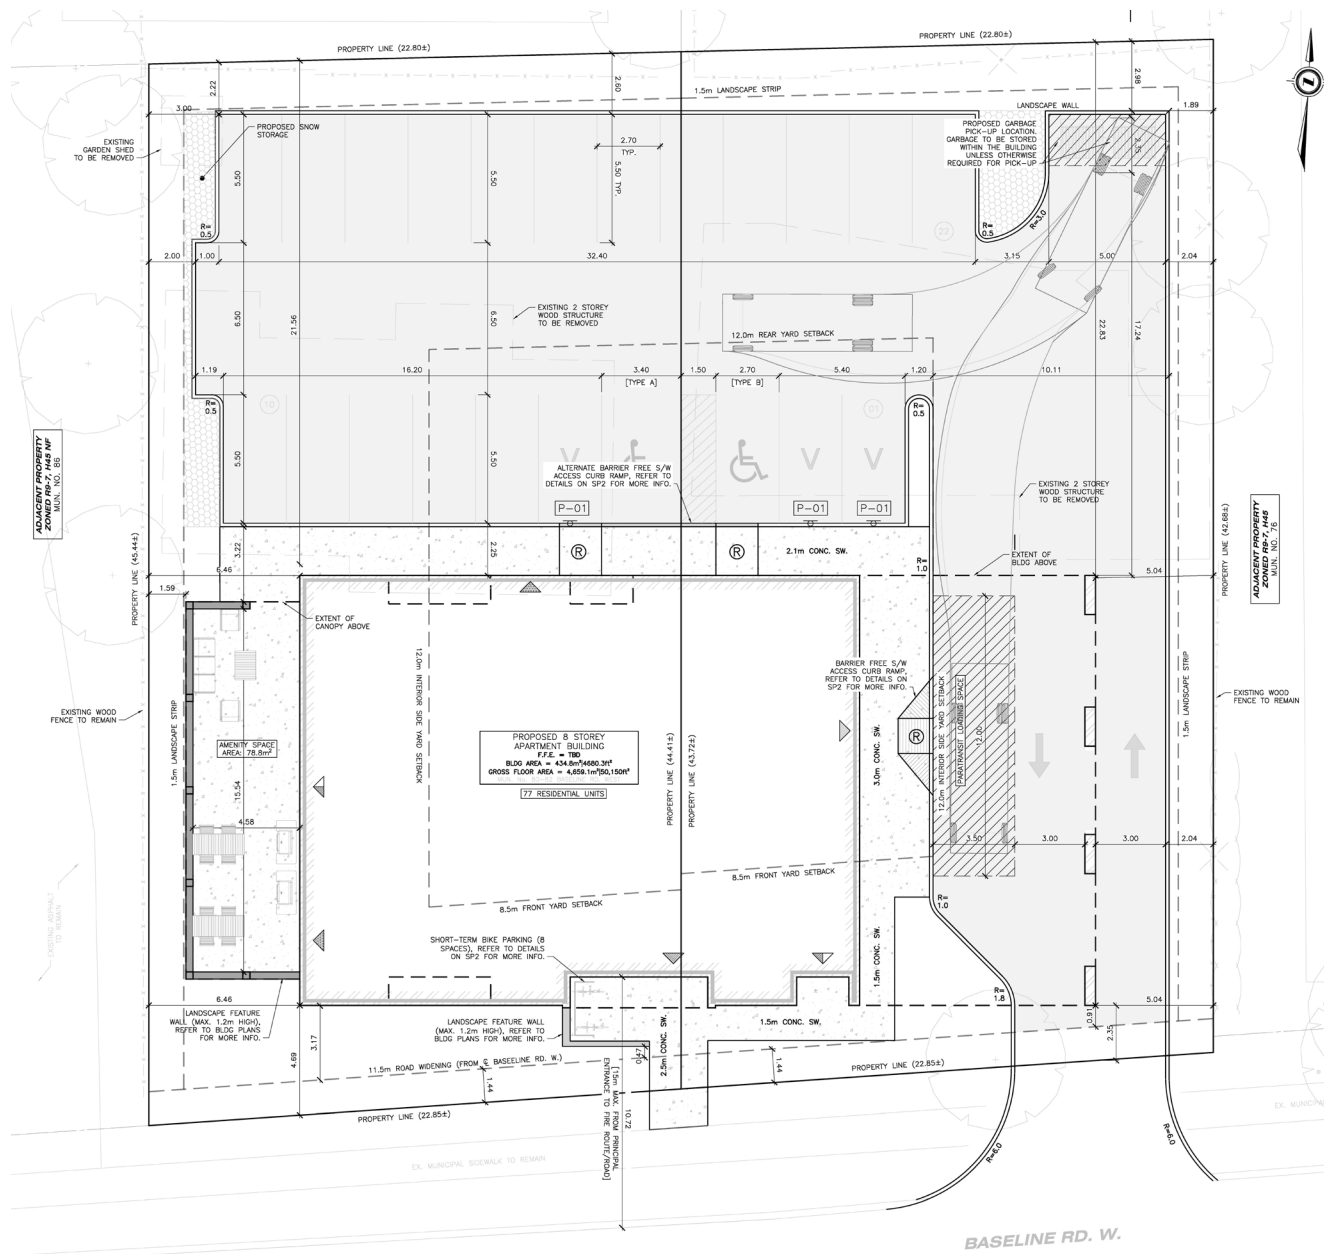 PROPERTY LINE (22.80±)
PROPERTY LINE (22.80±)
2.22
2.60
2.98
1.5m LANDSCAPE STRIP
3.00
LANDSCAPE WALL
1.89
EXISTING
GARDEN SHED
TO BE REMOVED
PROPOSED SNOW
STORAGE
2.70
TYP.
5.50 TYP.
PROPOSED GARBAGE
PICK-UP LOCATION.
GARBAGE TO BE STORED
WITHIN THE BUILDING
UNLESS OTHERWISE
REQUIRED FOR PICK-UP
2.35
5.50
5.50
R=
0.5
R=
0.5
R=3.0
22
2.00
1.00
32.40
3.15
5.00
2.04
6.50
21.56
6.50
EXISTING 2 STOREY
WOOD STRUCTURE
TO BE REMOVED
12.0m REAR YARD SETBACK
22.83
17.24
1.19
16.20
3.40
[TYPE A]
1.50
2.70
[TYPE B]
5.40
1.20
10.11
R=
0.5
10
01
R=
0.5
ADJACENT PROPERTY
ZONED R9-7, H45 NF
MUN. NO. 86
5.50
5.50
V
V
V
ALTERNATE BARRIER FREE S/W
ACCESS CURB RAMP, REFER TO
DETAILS ON SP2 FOR MORE INFO.
EXISTING 2 STOREY
WOOD STRUCTURE
TO BE REMOVED
P-01
P-01
P-01
ADJACENT PROPERTY
ZONED R9-7, H45
MUN. NO. 76
PROPERTY LINE (45.44±)
PROPERTY LINE (42.68±)
3.22
2.25
R
R
2.1m CONC. SW.
EXTENT OF
BLDG ABOVE
R=
1.0
6.46
5.04
1.59
EXTENT OF
CANOPY ABOVE
12.0m INTERIOR SIDE YARD SETBACK
BARRIER FREE S/W
ACCESS CURB RAMP,
REFER TO DETAILS ON
SP2 FOR MORE INFO.
1.5m LANDSCAPE STRIP
EXISTING WOOD
FENCE TO REMAIN
EXISTING WOOD
FENCE TO REMAIN
1.5m LANDSCAPE STRIP
AMENITY SPACE
AREA: 78.8m²
PROPOSED 8 STOREY
APARTMENT BUILDING
F.F.E. = TBD
BLDG AREA = 434.8m²|4680.3ft²
GROSS FLOOR AREA = 4,659.1m²|50,150ft²
77 RESIDENTIAL UNITS
PROPERTY LINE (44.41±)
PROPERTY LINE (43.72±)
3.0m CONC. SW.
R
12.0m INTERIOR SIDE YARD SETBACK
PARATRANSIT LOADING SPACE
12.00
15.54
4.58
3.50
3.00
3.00
2.04
8.5m FRONT YARD SETBACK
8.5m FRONT YARD SETBACK
R=
1.0
EXISTING ASPHALT
TO REMAIN
SHORT-TERM BIKE PARKING (8
SPACES), REFER TO DETAILS
ON SP2 FOR MORE INFO.
1.5m CONC. SW.
R=
1.8
6.46
5.04
LANDSCAPE FEATURE
WALL (MAX. 1.2m HIGH),
REFER TO BLDG PLANS
FOR MORE INFO.
4.69
3.17
LANDSCAPE FEATURE WALL
(MAX. 1.2m HIGH), REFER TO
BLDG PLANS FOR MORE INFO.
1.5m CONC. SW.
0.91
2.35
2.5m CONC. SW.
0.47
11.5m ROAD WIDENING (FROM ℄ BASELINE RD. W.)
1.44
1.44
PROPERTY LINE (22.85±)
PROPERTY LINE (22.85±)
10.72
[15m MAX. FROM PRINCIPAL
ENTRANCE TO FIRE ROUTE/ROAD]
EX. MUNICIPAL SIDEWALK TO REMAIN
R=6.0
R=6.0
BASELINE RD. W.